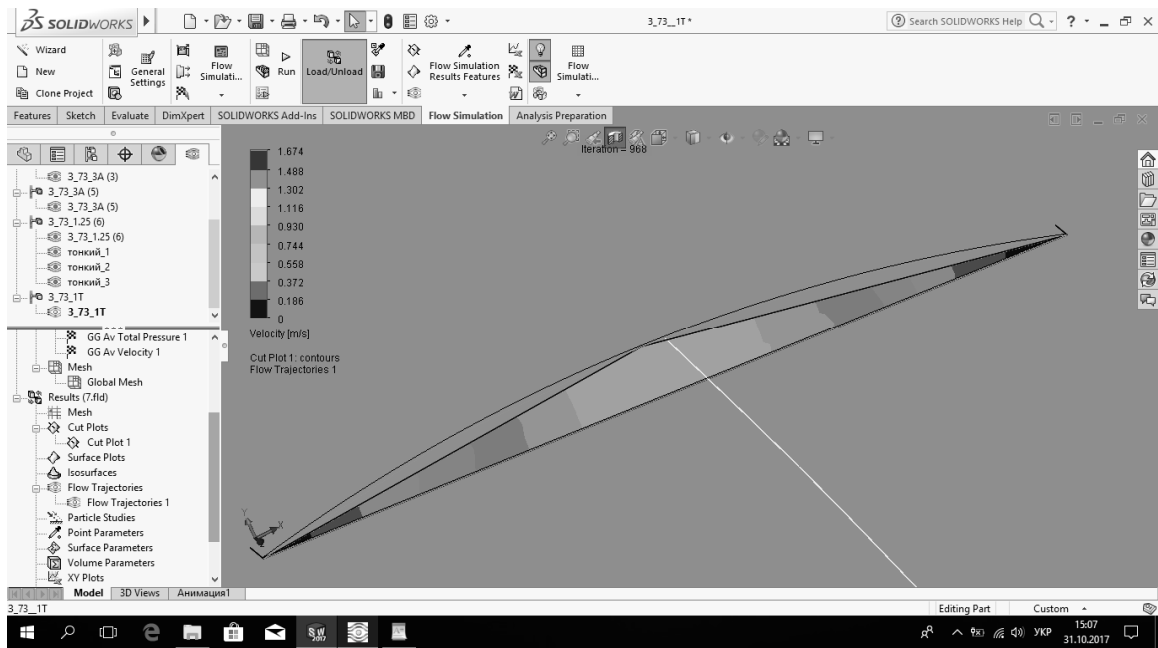 SOLIDWORKS
3_73__1T *
Search SOLIDWORKS Help
Wizard
New
Clone Project
General Settings
Flow Simulati...
Run
Load/Unload
Flow Simulation Results Features
Flow Simulati...
Features Sketch Evaluate DimXpert SOLIDWORKS Add-Ins SOLIDWORKS MBD Flow Simulation Analysis Preparation
Iteration = 968
3_73_3A (3)
3_73_3A (5)
3_73_3A (5)
3_73_1.25 (6)
3_73_1.25 (6)
тонкий_1
тонкий_2
тонкий_3
3_73_1T
3_73_1T
GG Av Total Pressure 1
GG Av Velocity 1
Mesh
Global Mesh
Results (7.fld)
Mesh
Cut Plots
Cut Plot 1
Surface Plots
Isosurfaces
Flow Trajectories
Flow Trajectories 1
Particle Studies
Point Parameters
Surface Parameters
Volume Parameters
XY Plots
1.674
1.488
1.302
1.116
0.930
0.744
0.558
0.372
0.186
0
Velocity [m/s]
Cut Plot 1: contours
Flow Trajectories 1
Y
X
Model 3D Views Анимация1
3_73__1T
Editing Part Custom
SW 2017
УКР
15:07
31.10.2017